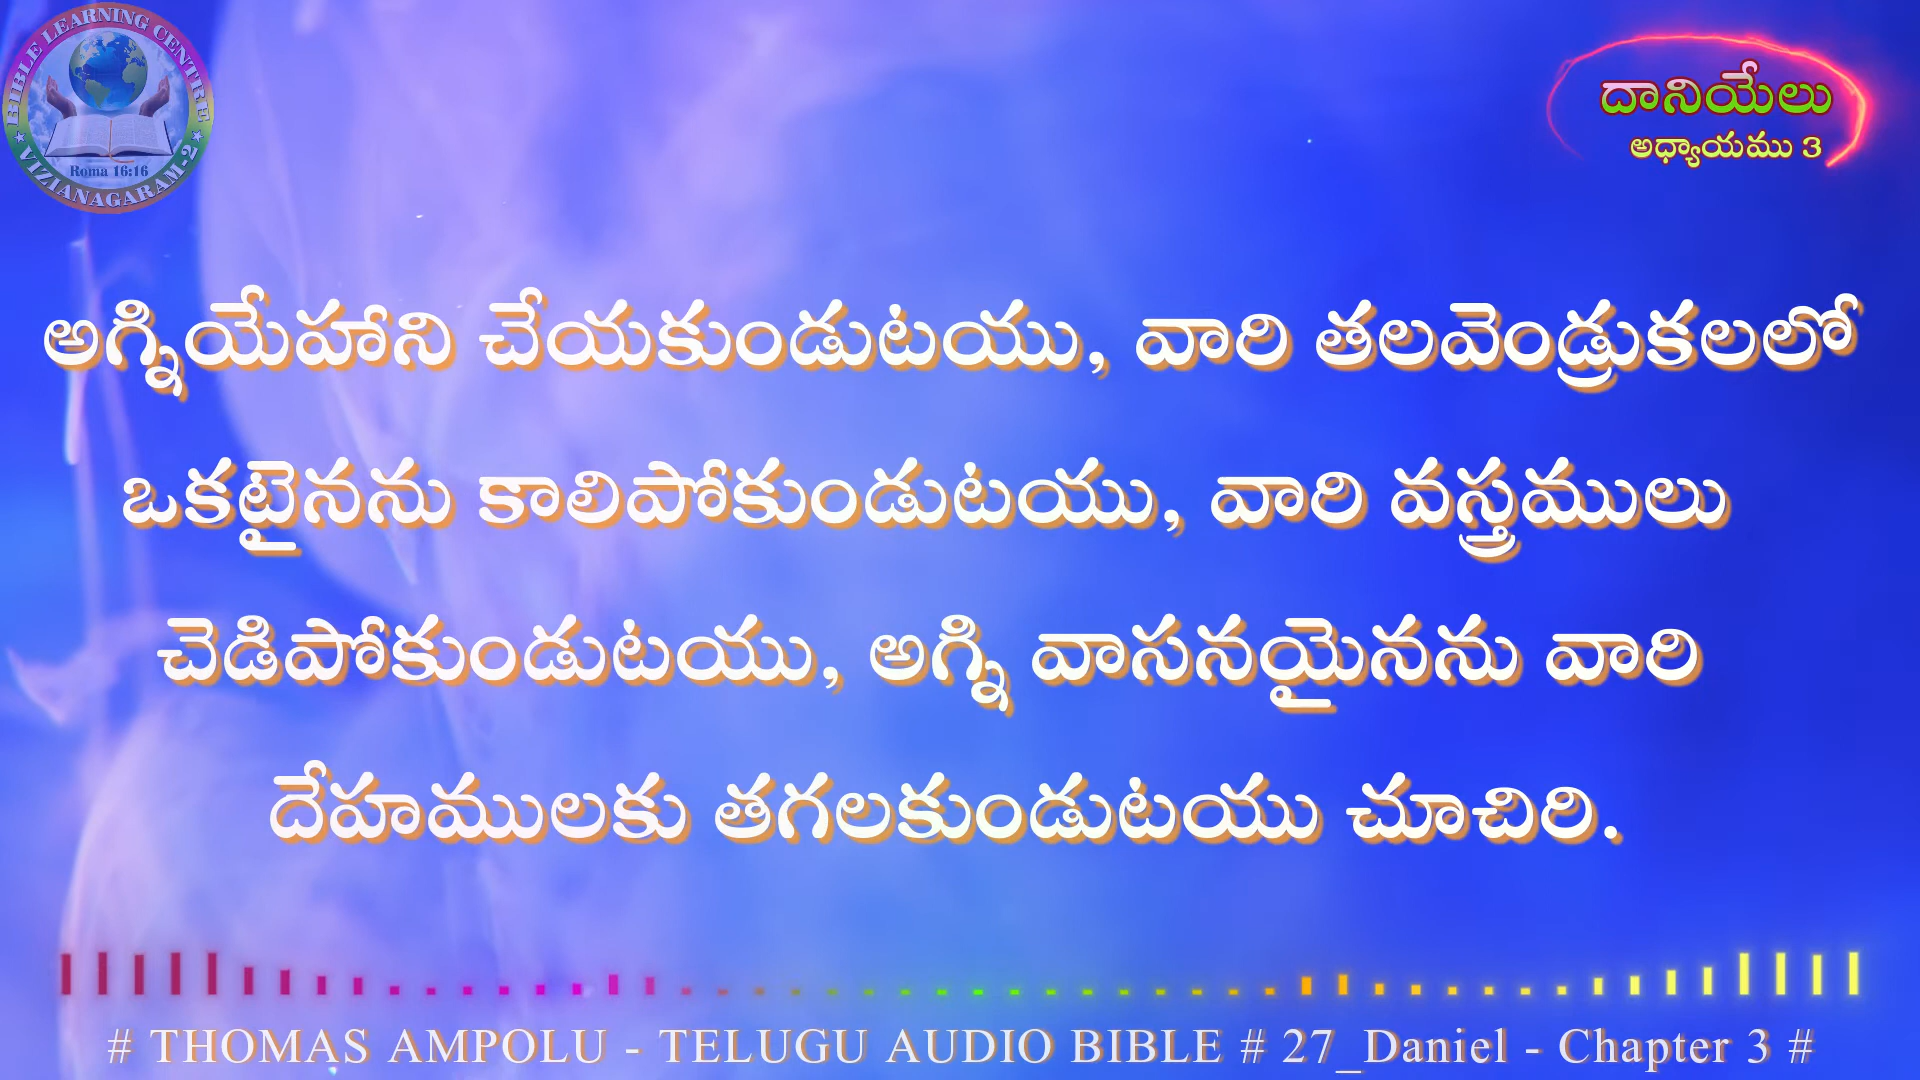 BIBLE LEARNING CENTRE
Roma 16:16
★ VIZIANAGARAM-2 ★
దానియేలు
అధ్యాయము 3
అగ్నియేహాని చేయకుండుటయు, వారి తలవెండ్రుకలలో
ఒకటైనను కాలిపోకుండుటయు, వారి వస్త్రములు
చెడిపోకుండుటయు, అగ్ని వాసనయైనను వారి
దేహములకు తగలకుండుటయు చూచిరి.
# THOMAS AMPOLU - TELUGU AUDIO BIBLE # 27_Daniel - Chapter 3 #